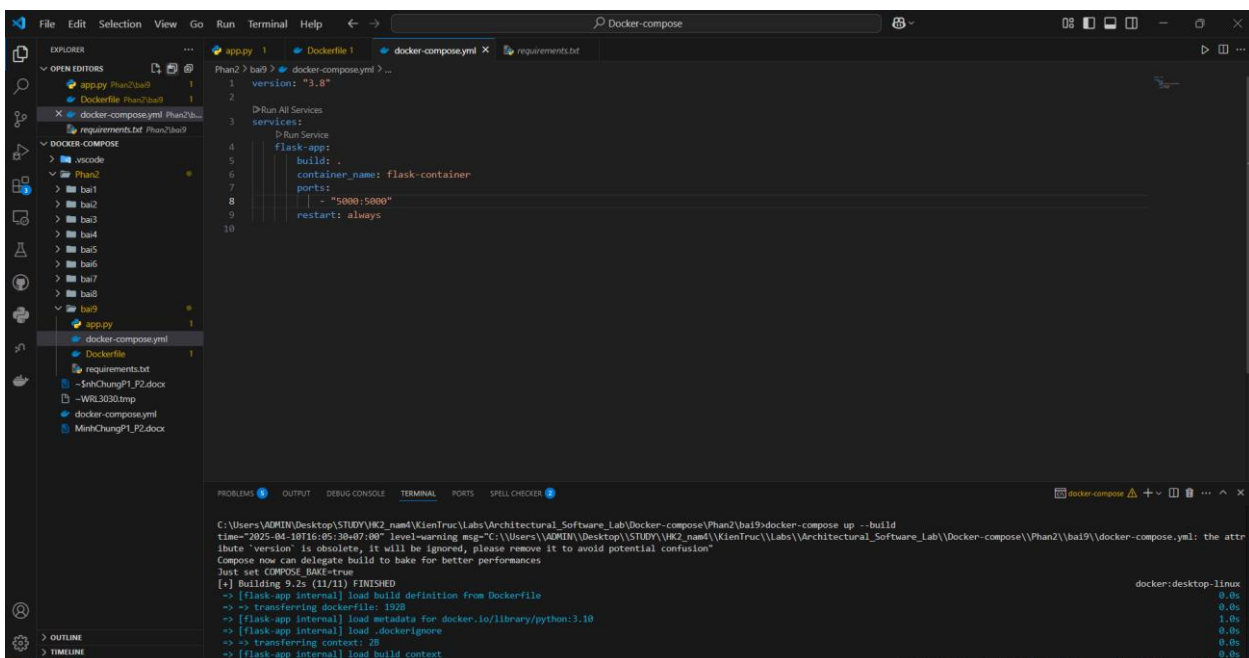 File Edit Selection View Go Run Terminal Help
Docker-compose
EXPLORER
OPEN EDITORS
app.py Phan2\bai9 1
Dockerfile Phan2\bai9 1
docker-compose.yml Phan2\b...
requirements.txt Phan2\bai9
DOCKER-COMPOSE
.vscode
Phan2
bai1
bai2
bai3
bai4
bai5
bai6
bai7
bai8
bai9
app.py 1
docker-compose.yml
Dockerfile 1
requirements.txt
~$nhChungP1_P2.docx
~WRL3030.tmp
docker-compose.yml
MinhChungP1_P2.docx
OUTLINE
TIMELINE
app.py 1 Dockerfile 1 docker-compose.yml requirements.txt
Phan2 > bai9 > docker-compose.yml > ...
1 version: "3.8"
2
Run All Services
3 services:
Run Service
4 flask-app:
5 build: .
6 container_name: flask-container
7 ports:
8 - "5000:5000"
9 restart: always
10
PROBLEMS 5 OUTPUT DEBUG CONSOLE TERMINAL PORTS SPELL CHECKER 2
docker-compose
C:\Users\ADMIN\Desktop\STUDY\HK2_nam4\KienTruc\Labs\Architectural_Software_Lab\Docker-compose\Phan2\bai9>docker-compose up --build
time="2025-04-10T16:05:30+07:00" level=warning msg="C:\\Users\\ADMIN\\Desktop\\STUDY\\HK2_nam4\\KienTruc\\Labs\\Architectural_Software_Lab\\Docker-compose\\Phan2\\bai9\\docker-compose.yml: the attr
ibute `version` is obsolete, it will be ignored, please remove it to avoid potential confusion"
Compose now can delegate build to bake for better performances
Just set COMPOSE_BAKE=true
[+] Building 9.2s (11/11) FINISHED docker:desktop-linux
=> [flask-app internal] load build definition from Dockerfile 0.0s
=> => transferring dockerfile: 192B 0.0s
=> [flask-app internal] load metadata for docker.io/library/python:3.10 1.0s
=> [flask-app internal] load .dockerignore 0.0s
=> => transferring context: 2B 0.0s
=> [flask-app internal] load build context 0.0s